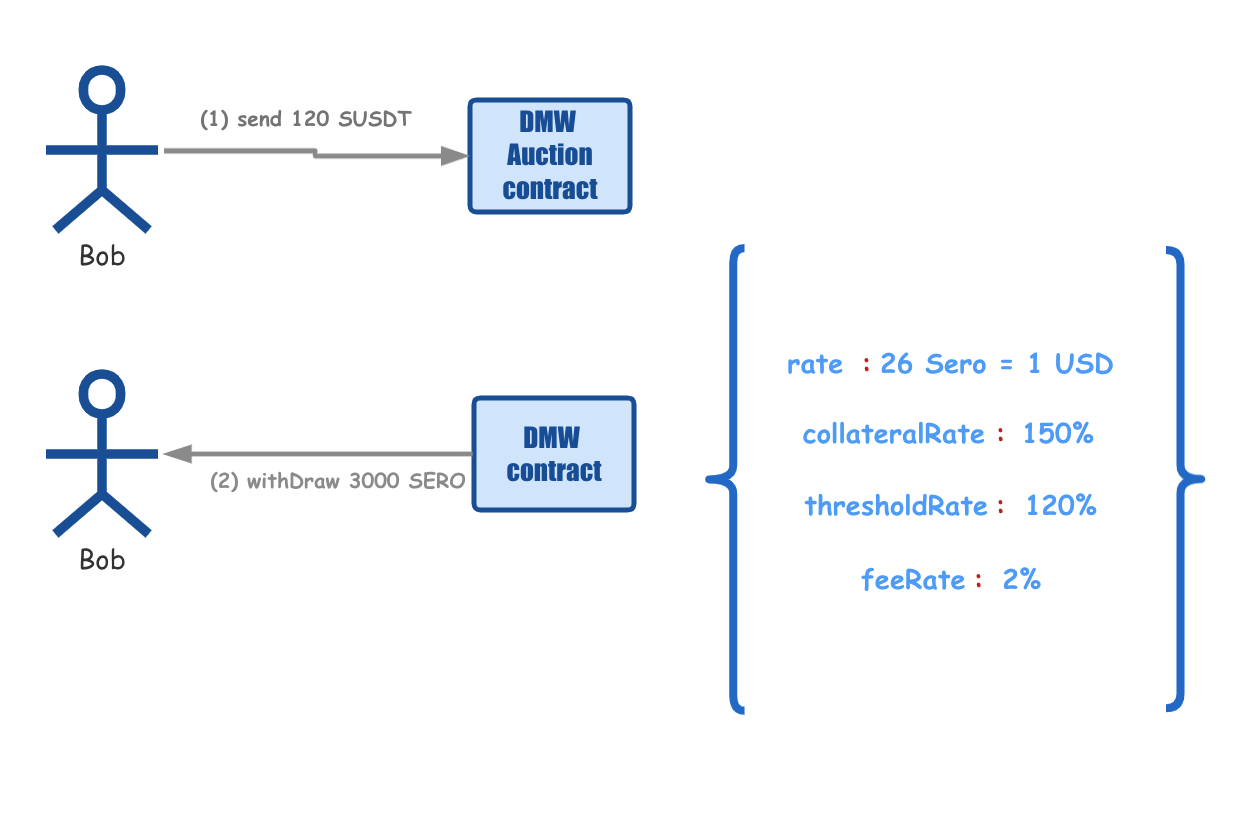 (1) send 120 SUSDT
DMW
Auction
contract
Bob
rate : 26 Sero = 1 USD
collateralRate : 150%
DMW
contract
(2) withDraw 3000 SERO
thresholdRate : 120%
Bob
feeRate : 2%